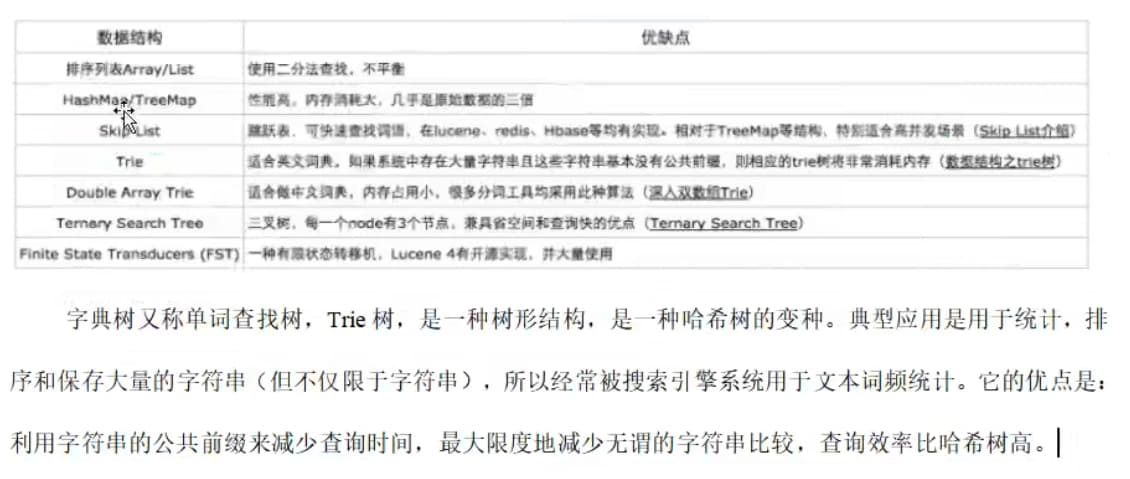 数据结构 优缺点
排序列表Array/List 使用二分法查找，不平衡
HashMap/TreeMap 性能高，内存消耗大，几乎是原始数据的三倍
Skip List 跳跃表，可快速查找词语，在lucene、redis、Hbase等均有实现。相对于TreeMap等结构，特别适合高并发场景（Skip List介绍）
Trie 适合英文词典，如果系统中存在大量字符串且这些字符串基本没有公共前缀，则相应的trie树将非常消耗内存（数据结构之trie树）
Double Array Trie 适合做中文词典，内存占用小，很多分词工具均采用此种算法（深入双数组Trie）
Ternary Search Tree 三叉树，每一个node有3个节点，兼具省空间和查询快的优点（Ternary Search Tree）
Finite State Transducers (FST) 一种有限状态转移机，Lucene 4有开源实现，并大量使用
字典树又称单词查找树，Trie 树，是一种树形结构，是一种哈希树的变种。典型应用是用于统计，排
序和保存大量的字符串（但不仅限于字符串），所以经常被搜索引擎系统用于文本词频统计。它的优点是：
利用字符串的公共前缀来减少查询时间，最大限度地减少无谓的字符串比较，查询效率比哈希树高。